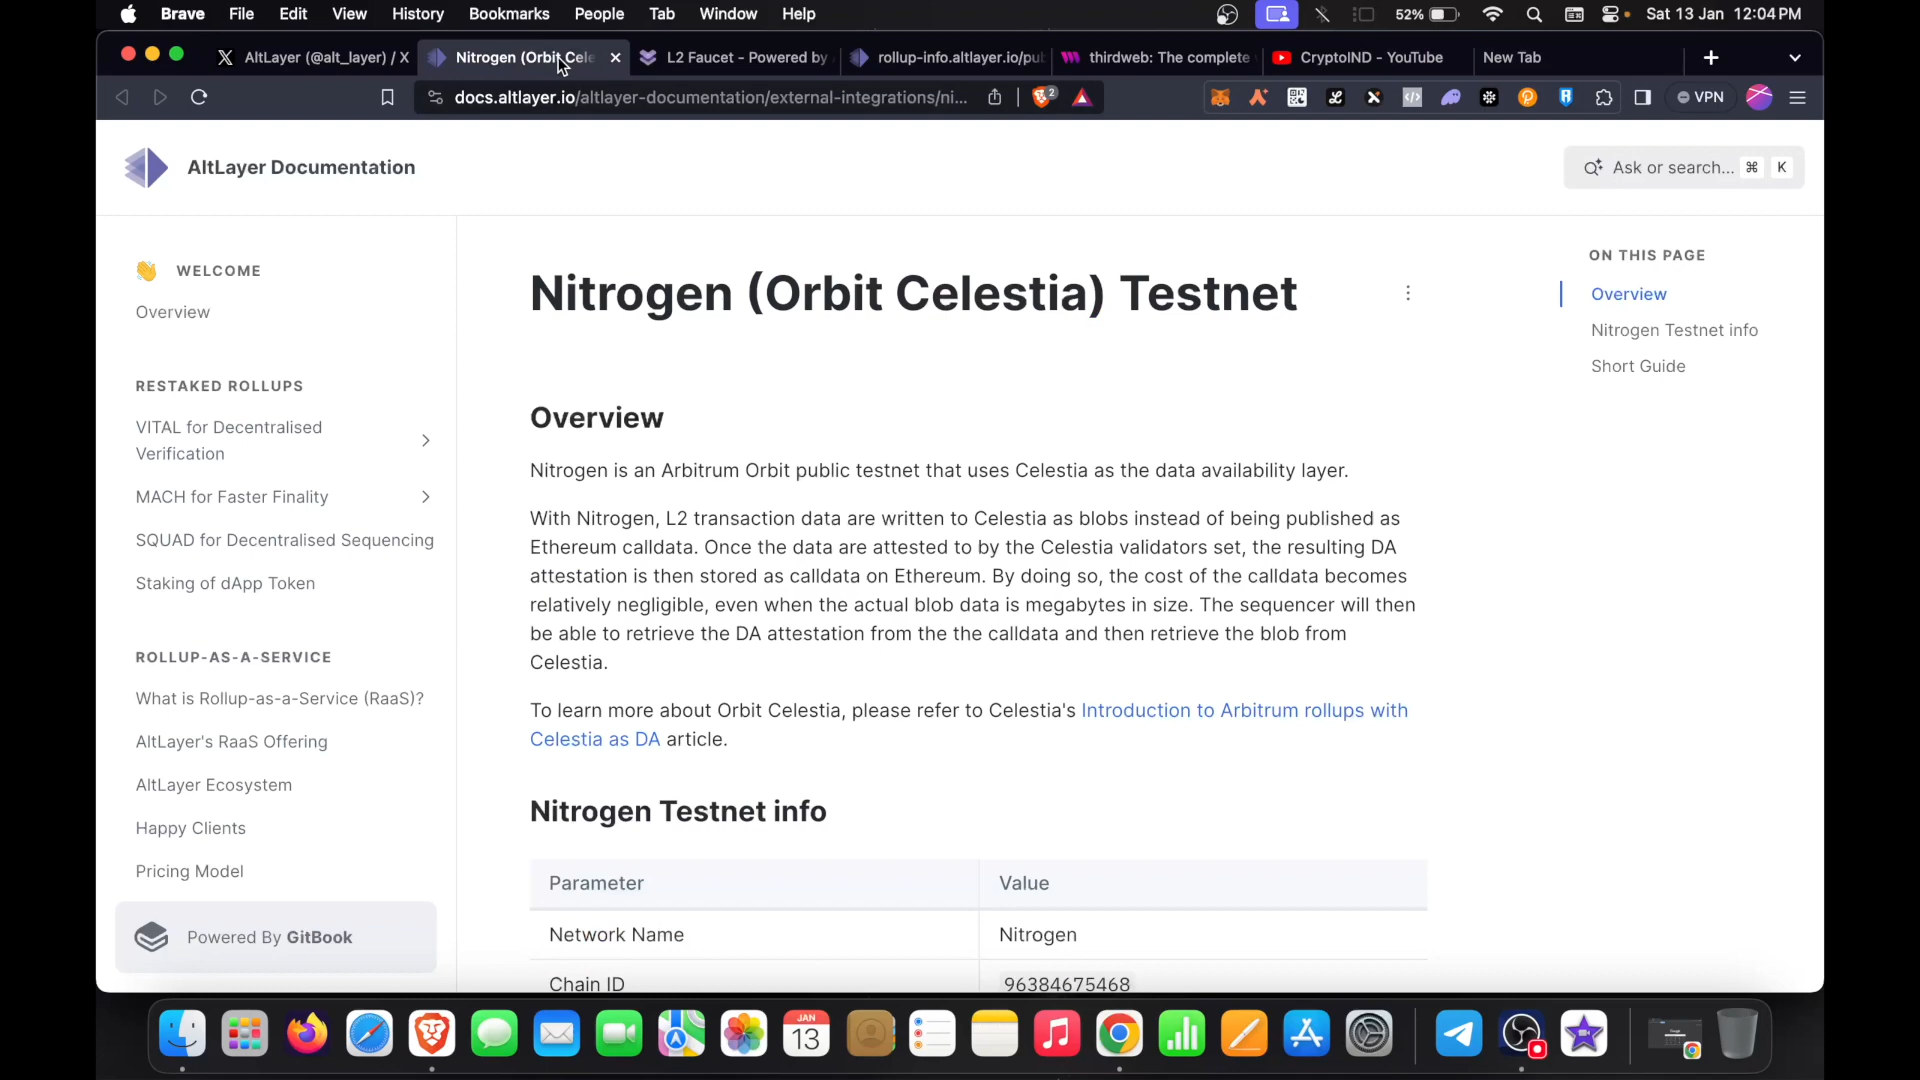 Brave File Edit View History Bookmarks People Tab Window Help 52% Sat 13 Jan 12:04 PM
AltLayer (@alt_layer) / X Nitrogen (Orbit Cele L2 Faucet - Powered by rollup-info.altlayer.io/pub thirdweb: The complete CryptoIND - YouTube New Tab
docs.altlayer.io/altlayer-documentation/external-integrations/ni... 2 VPN
AltLayer Documentation
Ask or search... ⌘ K
👋 WELCOME
Overview
RESTAKED ROLLUPS
VITAL for Decentralised
Verification
MACH for Faster Finality
SQUAD for Decentralised Sequencing
Staking of dApp Token
ROLLUP-AS-A-SERVICE
What is Rollup-as-a-Service (RaaS)?
AltLayer's RaaS Offering
AltLayer Ecosystem
Happy Clients
Pricing Model
Powered By GitBook
Nitrogen (Orbit Celestia) Testnet
Overview
Nitrogen is an Arbitrum Orbit public testnet that uses Celestia as the data availability layer.
With Nitrogen, L2 transaction data are written to Celestia as blobs instead of being published as
Ethereum calldata. Once the data are attested to by the Celestia validators set, the resulting DA
attestation is then stored as calldata on Ethereum. By doing so, the cost of the calldata becomes
relatively negligible, even when the actual blob data is megabytes in size. The sequencer will then
be able to retrieve the DA attestation from the the calldata and then retrieve the blob from
Celestia.
To learn more about Orbit Celestia, please refer to Celestia's Introduction to Arbitrum rollups with
Celestia as DA article.
Nitrogen Testnet info
Parameter Value
Network Name Nitrogen
Chain ID 96384675468
ON THIS PAGE
Overview
Nitrogen Testnet info
Short Guide
JAN
13